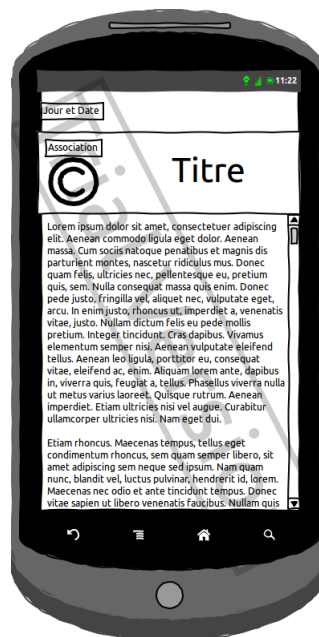 11:22
Jour et Date
Association
©
Titre
Lorem ipsum dolor sit amet, consectetuer adipiscing
elit. Aenean commodo ligula eget dolor. Aenean
massa. Cum sociis natoque penatibus et magnis dis
parturient montes, nascetur ridiculus mus. Donec
quam felis, ultricies nec, pellentesque eu, pretium
quis, sem. Nulla consequat massa quis enim. Donec
pede justo, fringilla vel, aliquet nec, vulputate eget,
arcu. In enim justo, rhoncus ut, imperdiet a, venenatis
vitae, justo. Nullam dictum felis eu pede mollis
pretium. Integer tincidunt. Cras dapibus. Vivamus
elementum semper nisi. Aenean vulputate eleifend
tellus. Aenean leo ligula, porttitor eu, consequat
vitae, eleifend ac, enim. Aliquam lorem ante, dapibus
in, viverra quis, feugiat a, tellus. Phasellus viverra nulla
ut metus varius laoreet. Quisque rutrum. Aenean
imperdiet. Etiam ultricies nisi vel augue. Curabitur
ullamcorper ultricies nisi. Nam eget dui.
Etiam rhoncus. Maecenas tempus, tellus eget
condimentum rhoncus, sem quam semper libero, sit
amet adipiscing sem neque sed ipsum. Nam quam
nunc, blandit vel, luctus pulvinar, hendrerit id, lorem.
Maecenas nec odio et ante tincidunt tempus. Donec
vitae sapien ut libero venenatis faucibus. Nullam quis